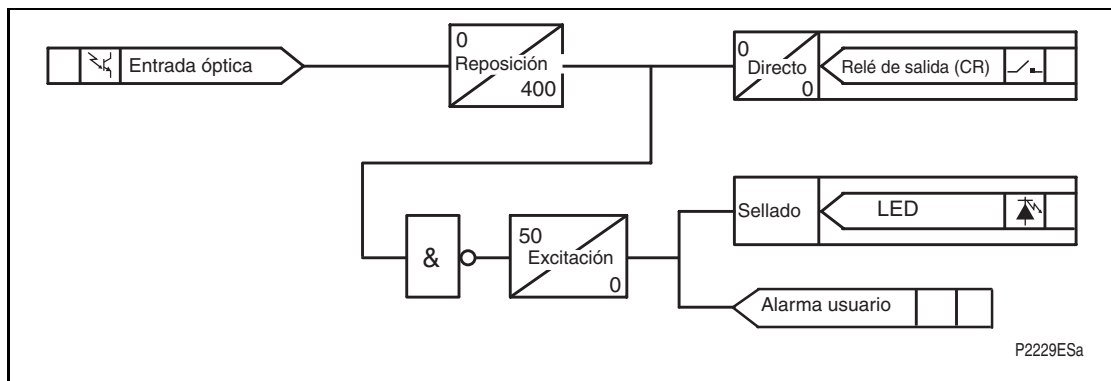 Entrada óptica
0
Reposición
400
0
Directo
0
Relé de salida (CR)
&
50
Excitación
0
Sellado
LED
Alarma usuario
P2229ESa